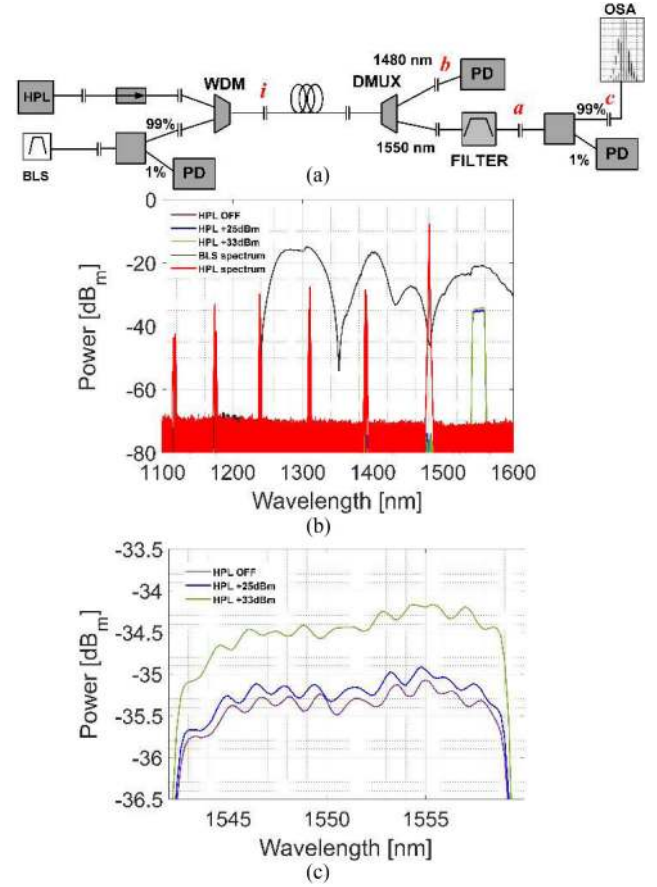 OSA
1480 nm
b
PD
WDM
i
DMUX
HPL
99%
c
99%
a
1550 nm
FILTER
BLS
1%
PD
1%
PD
(a)
0
-20
-40
-60
-80
Power [dBm]
HPL OFF
HPL +25dBm
HPL +33dBm
BLS spectrum
HPL spectrum
1100 1200 1300 1400 1500 1600
Wavelength [nm]
(b)
-33.5
-34
-34.5
-35
-35.5
-36
-36.5
Power [dBm]
HPL OFF
HPL +25dBm
HPL +33dBm
1545 1550 1555
Wavelength [nm]
(c)